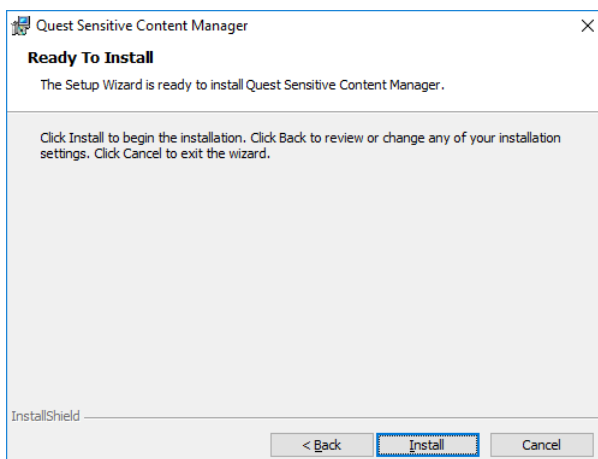 Quest Sensitive Content Manager
Ready To Install
The Setup Wizard is ready to install Quest Sensitive Content Manager.
Click Install to begin the installation. Click Back to review or change any of your installation
settings. Click Cancel to exit the wizard.
InstallShield
< Back Install Cancel